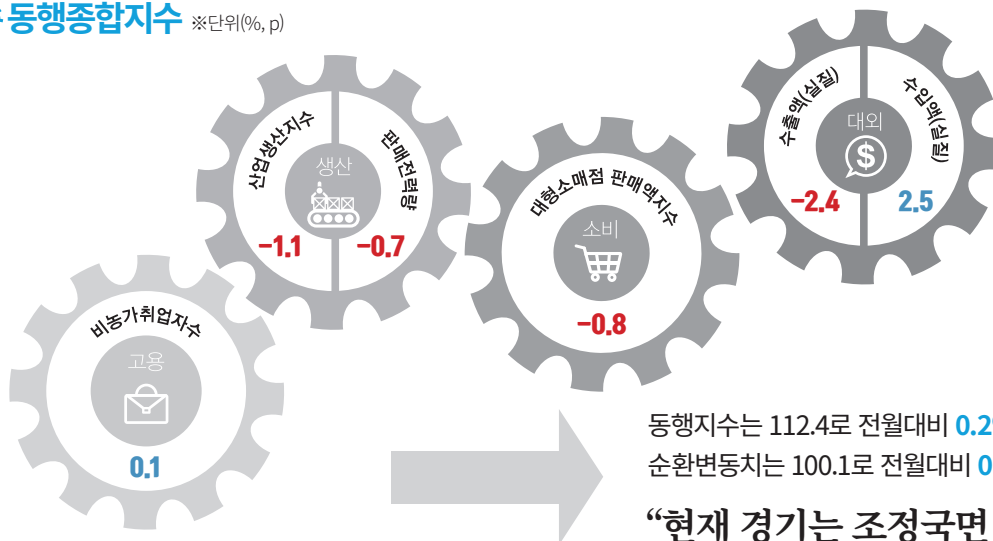 동행종합지수 ※단위(%, p)
비농가취업자수
고용
0.1
산업생산지수
판매전력량
생산
-1.1
-0.7
대형소매점 판매액지수
소비
-0.8
수출액(실질)
수입액(실질)
대외
$
-2.4
2.5
동행지수는 112.4로 전월대비
순환변동치는 100.1로 전월대비
“현재 경기는 조정국면